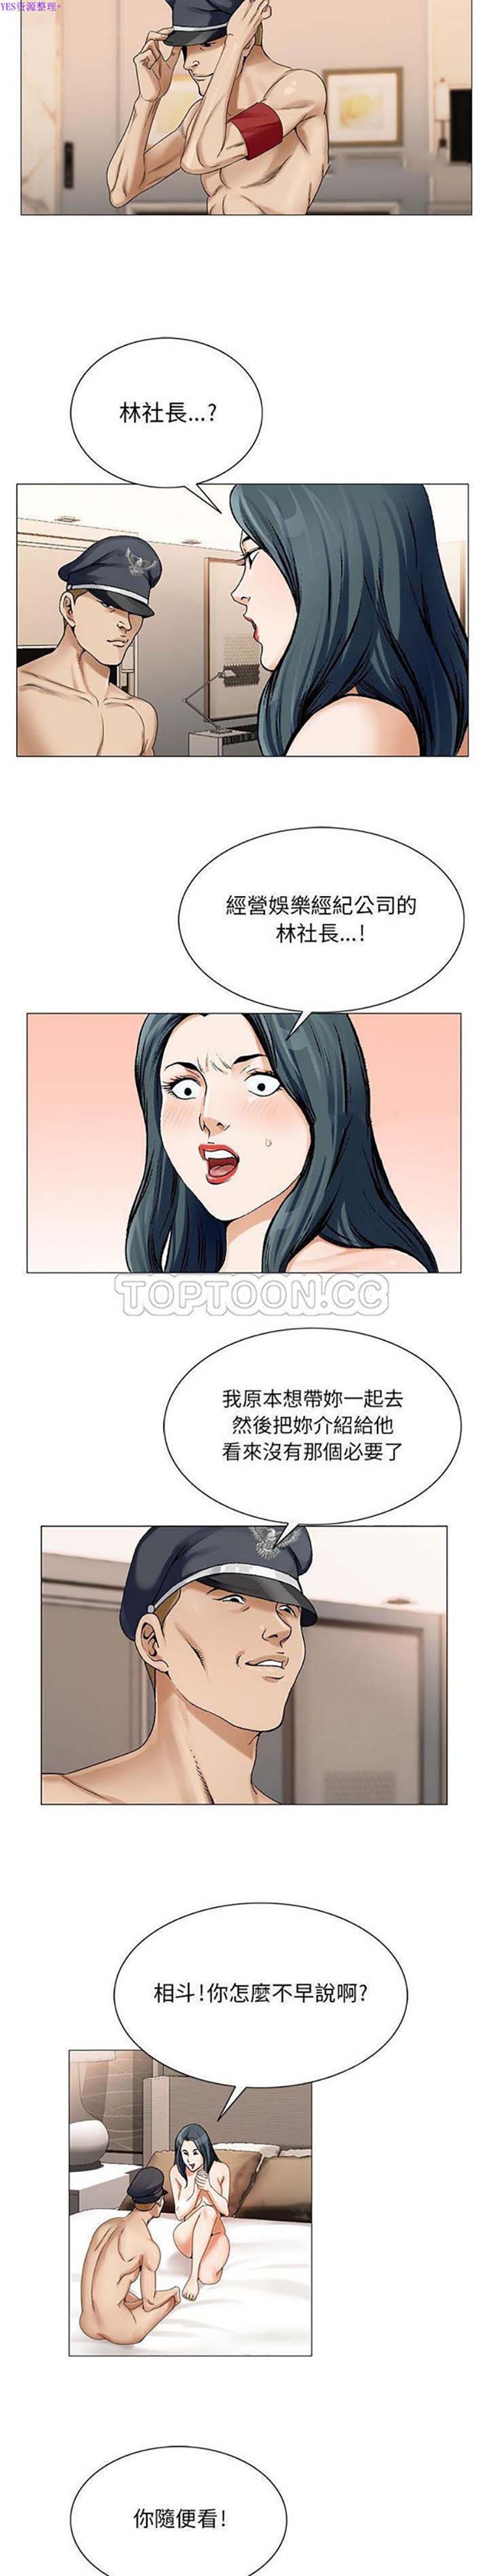 YES資源整理+
林社長...?
經營娛樂經紀公司的
林社長...!
TOPTOON.CC
我原本想帶妳一起去
然後把妳介紹給他
看來沒有那個必要了
相斗!你怎麼不早說啊?
你隨便看!